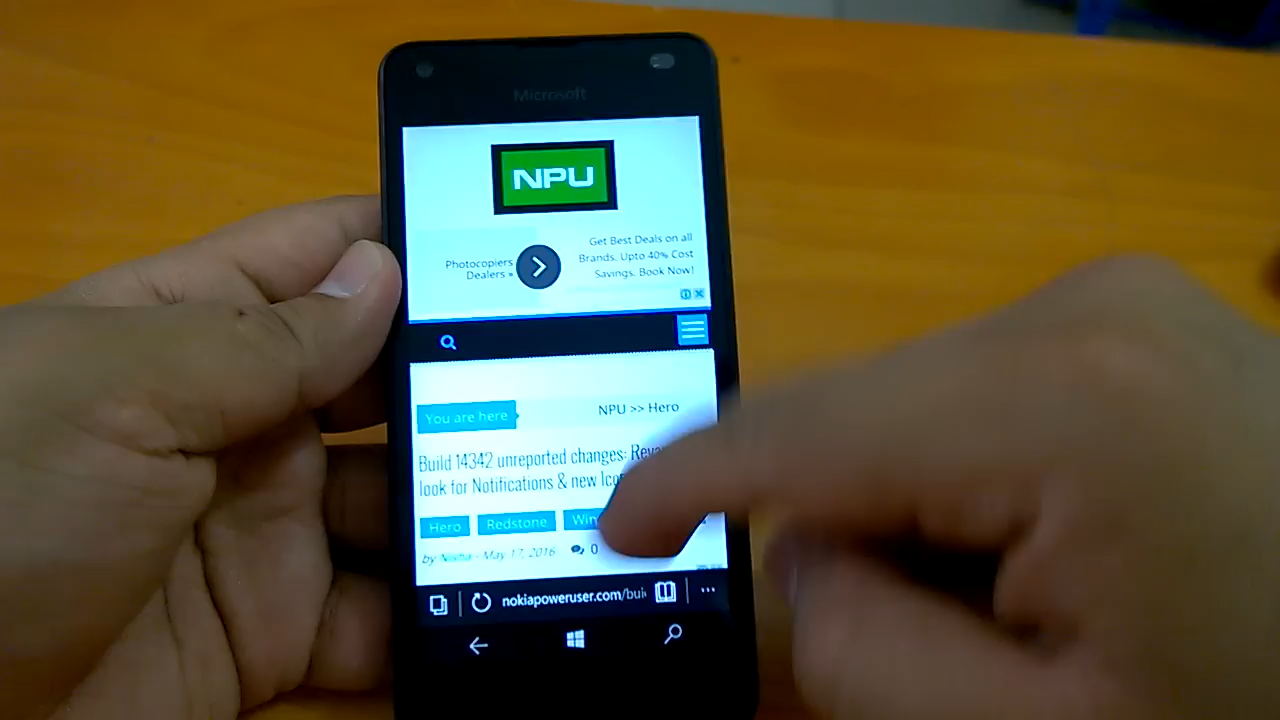 Microsoft
NPU
Photocopiers
Dealers »
Get Best Deals on all
Brands. Upto 40% Cost
Savings. Book Now!
You are here
NPU >> Hero
Build 14342 unreported changes:
look for Notifications & new
Hero
Redstone
by Nisha - May 17, 2016
0
nokiapoweruser.com/bui